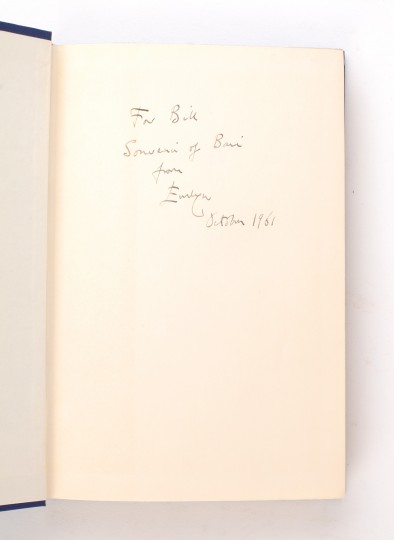 For Bill
Souvenir of Bari
from
Evelyn
October 1961